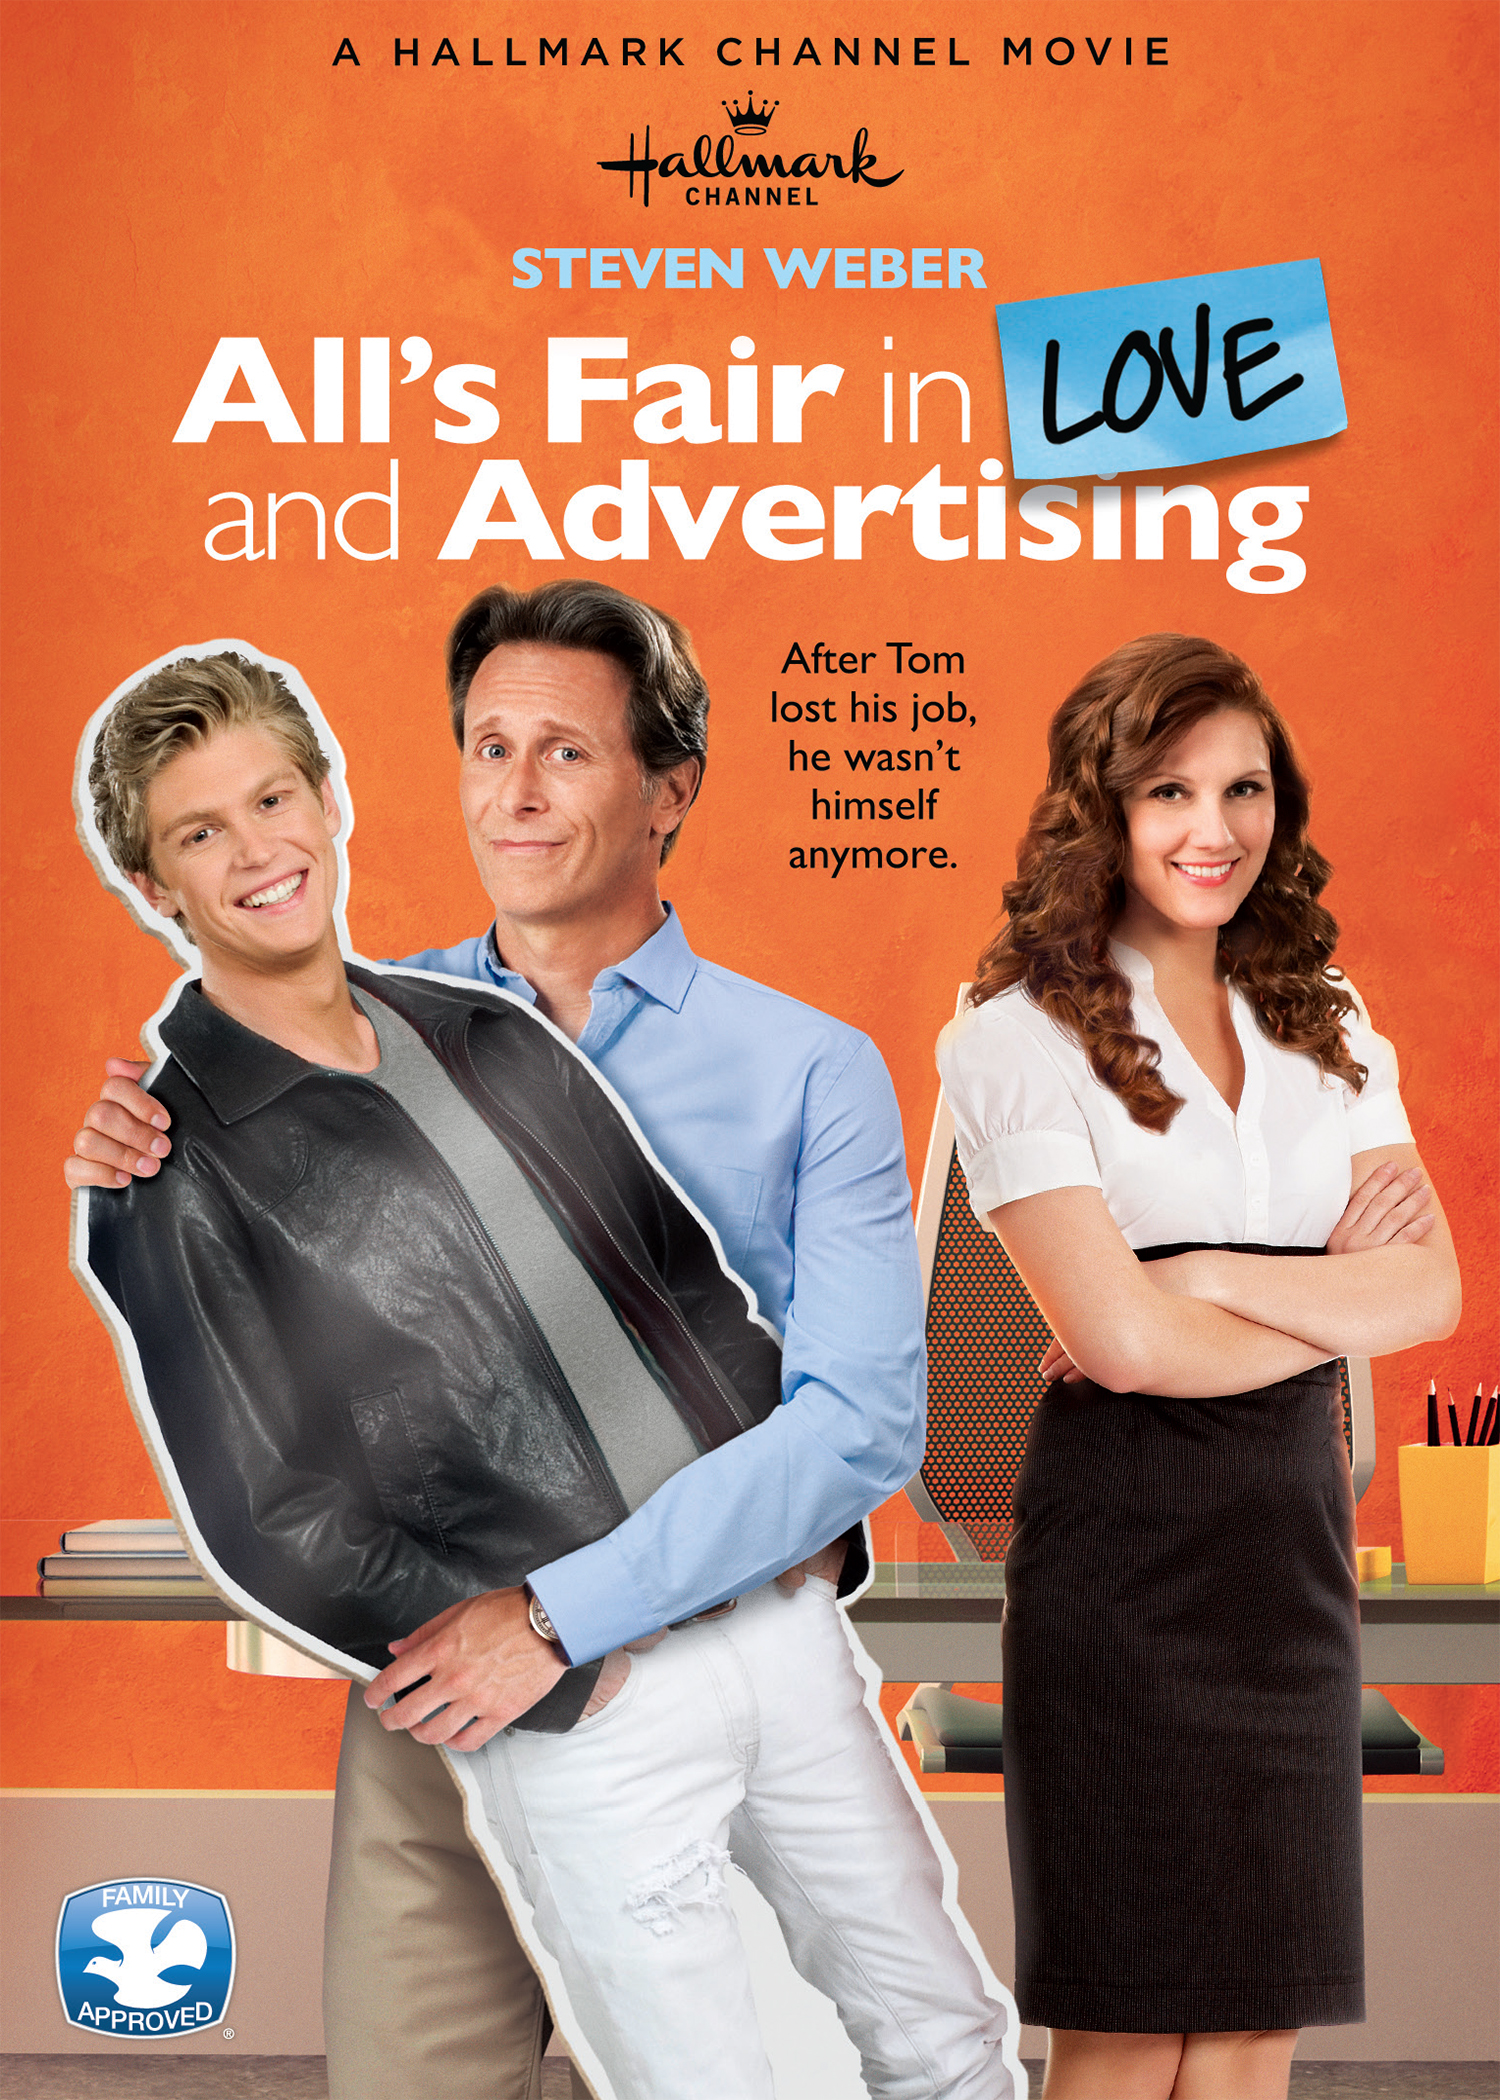 A HALLMARK CHANNEL MOVIE
Hallmark
CHANNEL
STEVEN WEBER
All's Fair in LOVE
and Advertising
After Tom
lost his job,
he wasn't
himself
anymore.
FAMILY
APPROVED
®